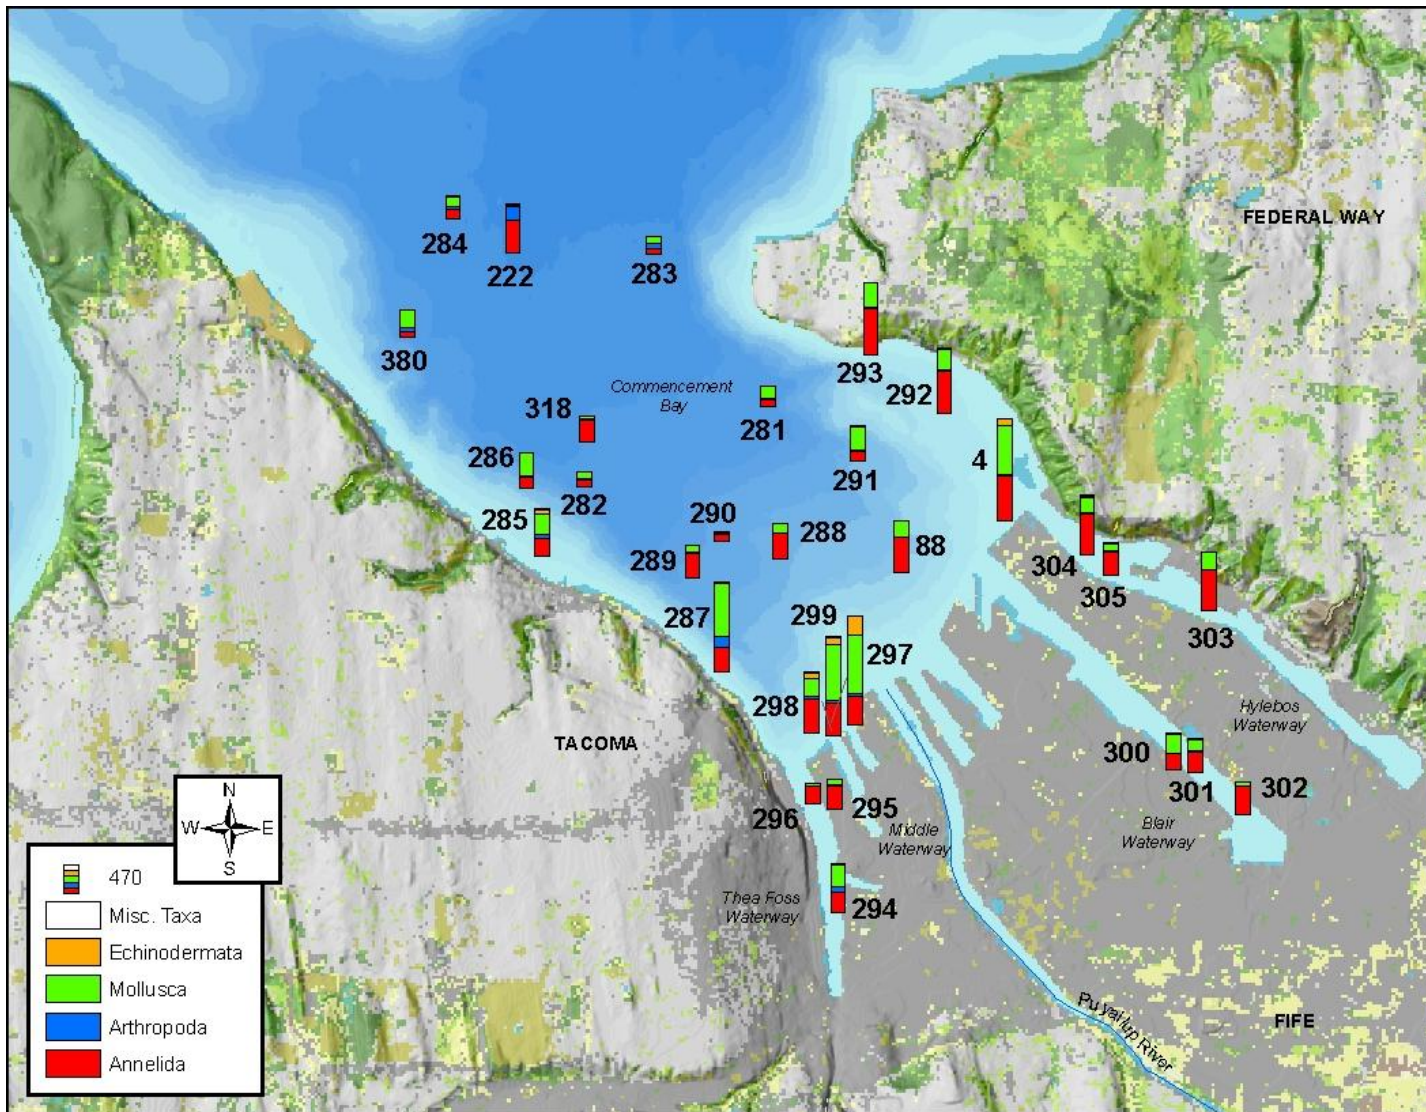 FEDERAL WAY
284
222
283
380
293
292
Commencement
Bay
318
281
286
4
291
282
285
290
288
88
289
304
305
299
287
297
303
298
TACOMA
Hylebos
Waterway
300
301
302
296
295
Middle
Waterway
Blair
Waterway
Thea Foss
Waterway
294
Puyallup River
FIFE
N
W E
S
470
Misc. Taxa
Echinodermata
Mollusca
Arthropoda
Annelida